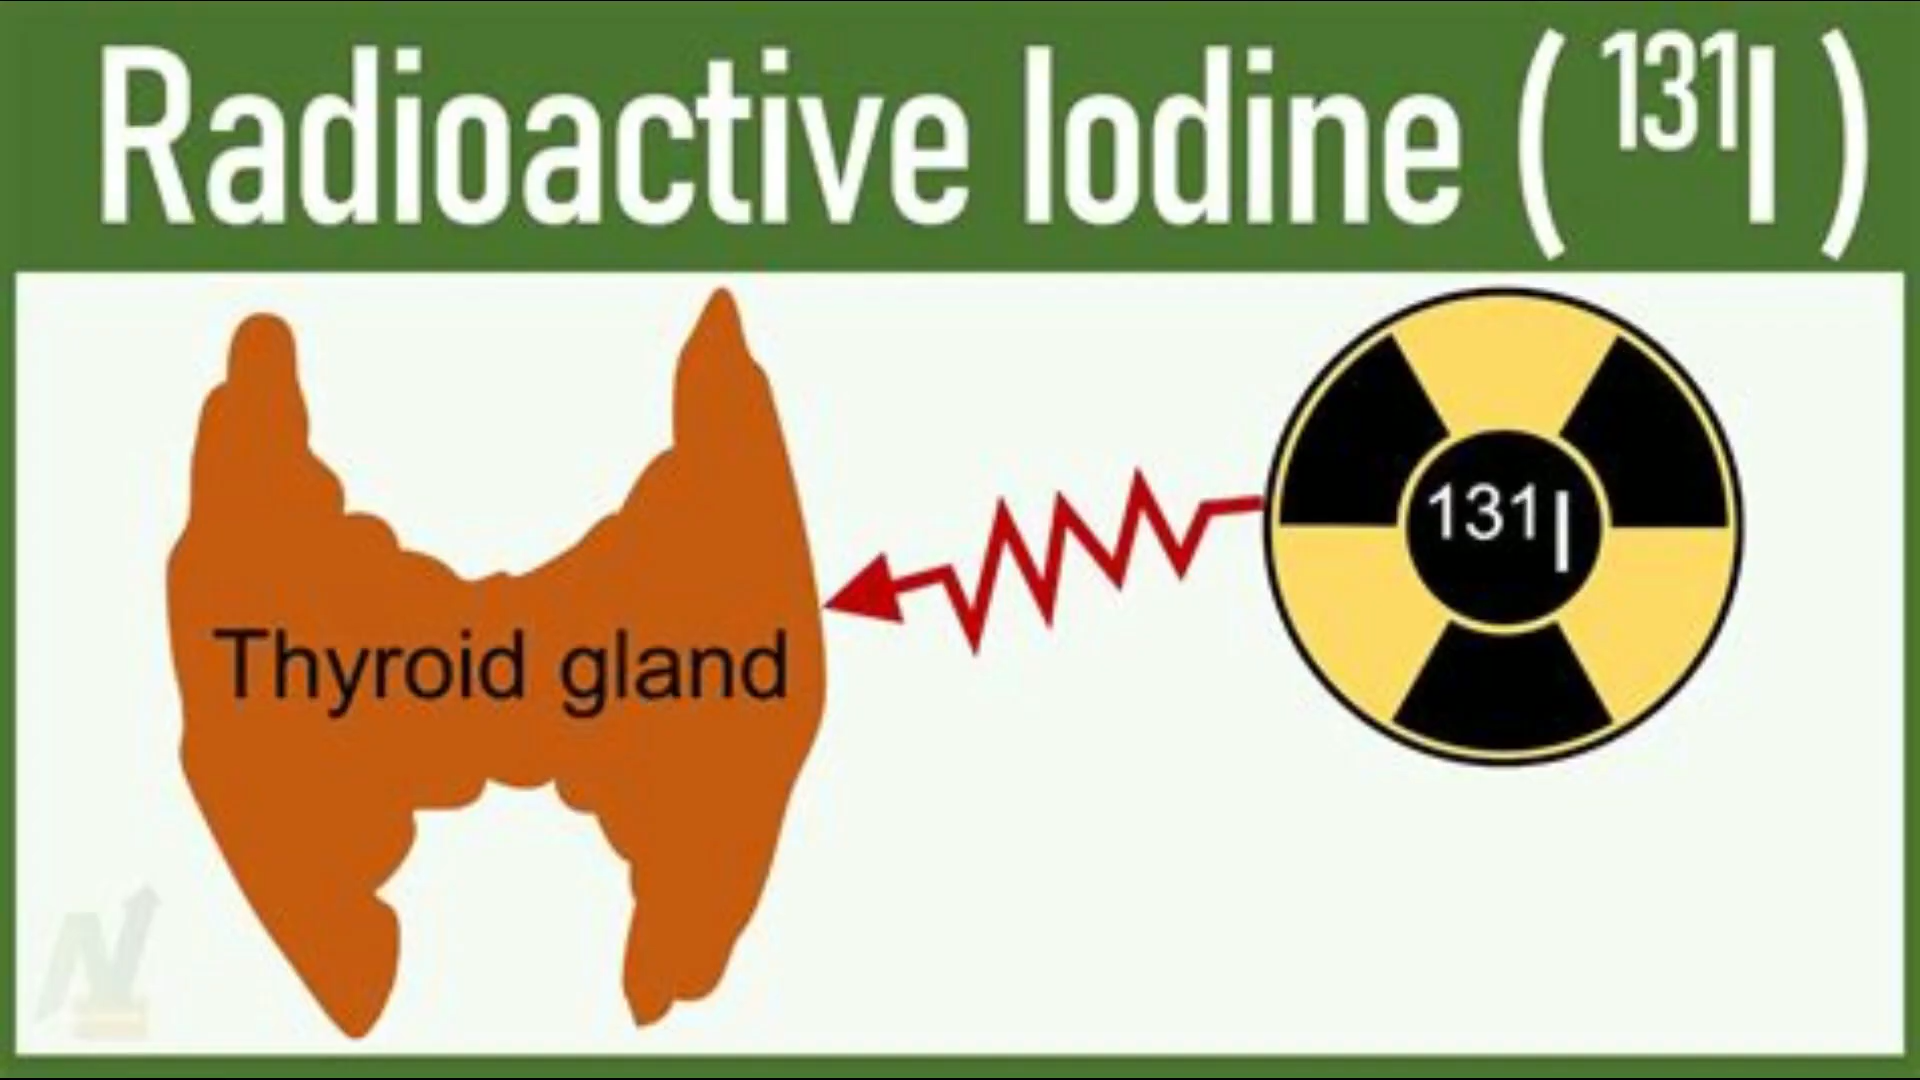 Radioactive Iodine ( ¹³¹I )
¹³¹I
Thyroid gland